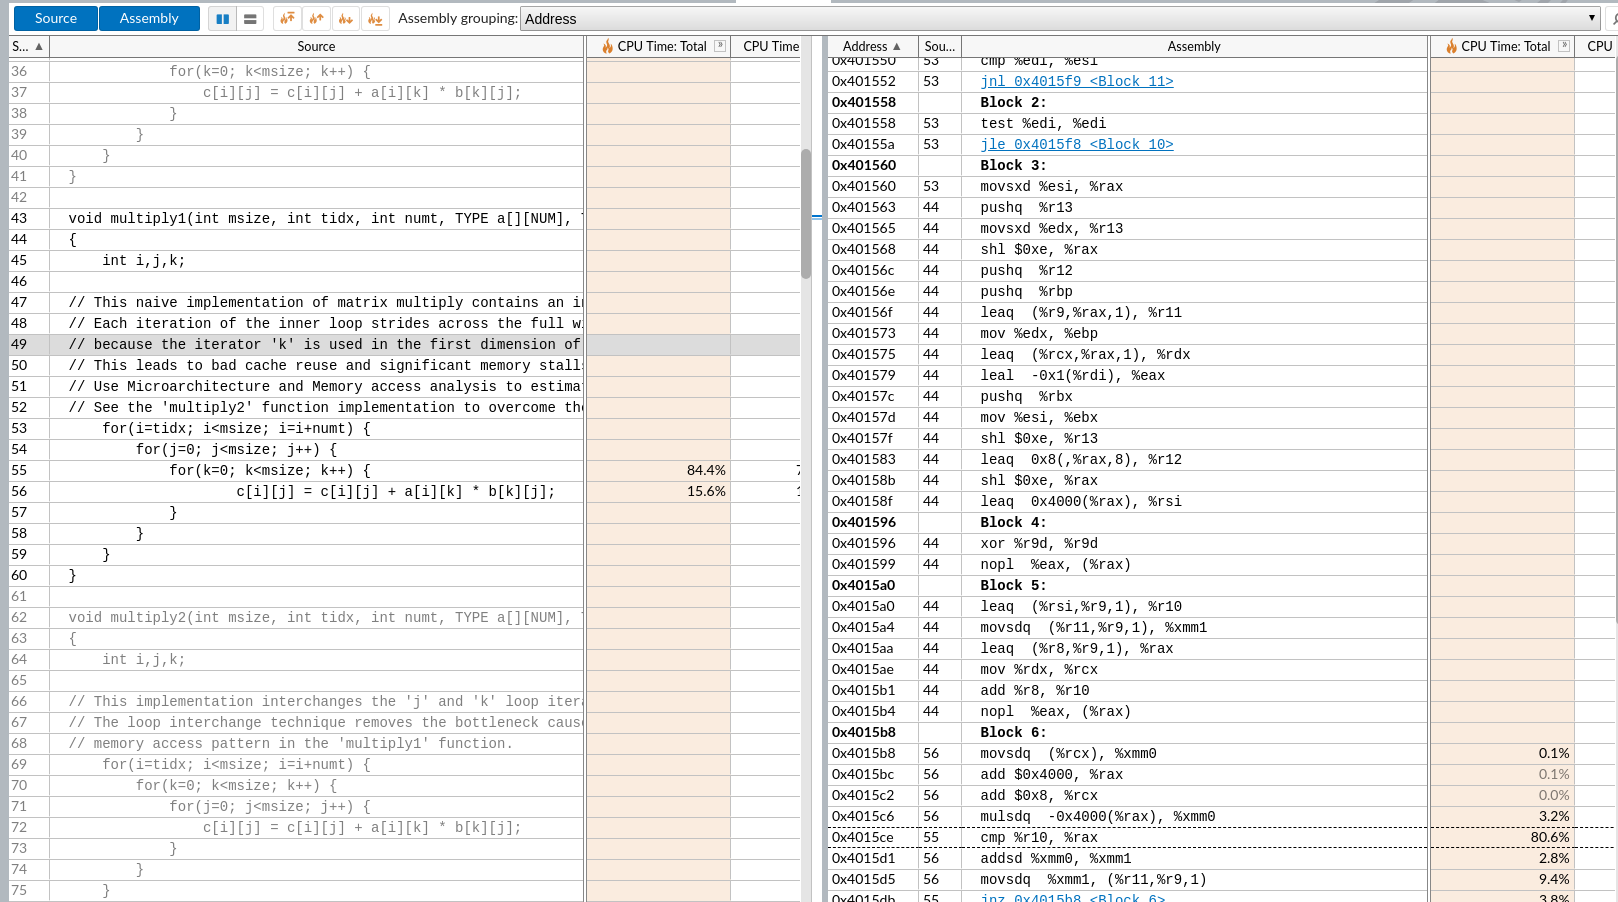 Source Assembly Assembly grouping: Address
S... ▲ Source CPU Time: Total » CPU Time
36 for(k=0; k<msize; k++) {
37 c[i][j] = c[i][j] + a[i][k] * b[k][j];
38 }
39 }
40 }
41 }
42
43 void multiply1(int msize, int tidx, int numt, TYPE a[][NUM],
44 {
45 int i,j,k;
46
47 // This naive implementation of matrix multiply contains an
48 // Each iteration of the inner loop strides across the full
49 // because the iterator 'k' is used in the first dimension of
50 // This leads to bad cache reuse and significant memory
51 // Use Microarchitecture and Memory access analysis to
52 // See the 'multiply2' function implementation to overcome
53 for(i=tidx; i<msize; i=i+numt) {
54 for(j=0; j<msize; j++) {
55 for(k=0; k<msize; k++) { 84.4%
56 c[i][j] = c[i][j] + a[i][k] * b[k][j]; 15.6%
57 }
58 }
59 }
60 }
61
62 void multiply2(int msize, int tidx, int numt, TYPE a[][NUM],
63 {
64 int i,j,k;
65
66 // This implementation interchanges the 'j' and 'k' loop
67 // The loop interchange technique removes the bottleneck
68 // memory access pattern in the 'multiply1' function.
69 for(i=tidx; i<msize; i=i+numt) {
70 for(k=0; k<msize; k++) {
71 for(j=0; j<msize; j++) {
72 c[i][j] = c[i][j] + a[i][k] * b[k][j];
73 }
74 }
75 }
Address ▲ Sou... Assembly CPU Time: Total » CPU
0x401550 53 cmp %edi, %esi
0x401552 53 jnl 0x4015f9 <Block 11>
0x401558 Block 2:
0x401558 53 test %edi, %edi
0x40155a 53 jle 0x4015f8 <Block 10>
0x401560 Block 3:
0x401560 53 movsxd %esi, %rax
0x401563 44 pushq %r13
0x401565 44 movsxd %edx, %r13
0x401568 44 shl $0xe, %rax
0x40156c 44 pushq %r12
0x40156e 44 pushq %rbp
0x40156f 44 leaq (%r9,%rax,1), %r11
0x401573 44 mov %edx, %ebp
0x401575 44 leaq (%rcx,%rax,1), %rdx
0x401579 44 leal -0x1(%rdi), %eax
0x40157c 44 pushq %rbx
0x40157d 44 mov %esi, %ebx
0x40157f 44 shl $0xe, %r13
0x401583 44 leaq 0x8(,%rax,8), %r12
0x40158b 44 shl $0xe, %rax
0x40158f 44 leaq 0x4000(%rax), %rsi
0x401596 Block 4:
0x401596 44 xor %r9d, %r9d
0x401599 44 nopl %eax, (%rax)
0x4015a0 Block 5:
0x4015a0 44 leaq (%rsi,%r9,1), %r10
0x4015a4 44 movsdq (%r11,%r9,1), %xmm1
0x4015aa 44 leaq (%r8,%r9,1), %rax
0x4015ae 44 mov %rdx, %rcx
0x4015b1 44 add %r8, %r10
0x4015b4 44 nopl %eax, (%rax)
0x4015b8 Block 6:
0x4015b8 56 movsdq (%rcx), %xmm0 0.1%
0x4015bc 56 add $0x4000, %rax 0.1%
0x4015c2 56 add $0x8, %rcx 0.0%
0x4015c6 56 mulsdq -0x4000(%rax), %xmm0 3.2%
0x4015ce 55 cmp %r10, %rax 80.6%
0x4015d1 56 addsd %xmm0, %xmm1 2.8%
0x4015d5 56 movsdq %xmm1, (%r11,%r9,1) 9.4%
0x4015db 55 jnz 0x4015b8 <Block 6> 3.8%